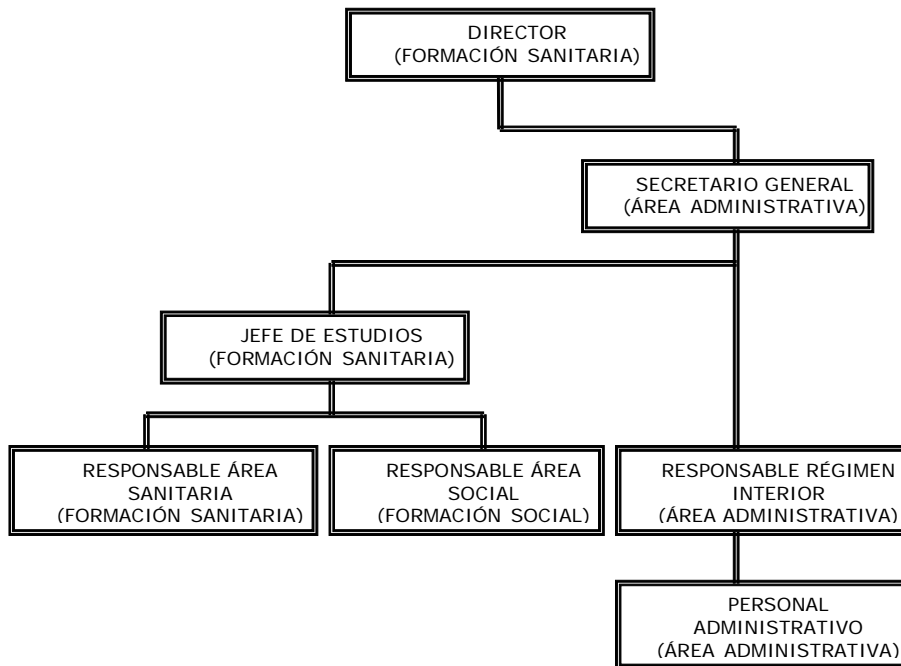 DIRECTOR
(FORMACIÓN SANITARIA)
SECRETARIO GENERAL
(ÁREA ADMINISTRATIVA)
JEFE DE ESTUDIOS
(FORMACIÓN SANITARIA)
RESPONSABLE ÁREA
SANITARIA
(FORMACIÓN SANITARIA)
RESPONSABLE ÁREA
SOCIAL
(FORMACIÓN SOCIAL)
RESPONSABLE RÉGIMEN
INTERIOR
(ÁREA ADMINISTRATIVA)
PERSONAL
ADMINISTRATIVO
(ÁREA ADMINISTRATIVA)